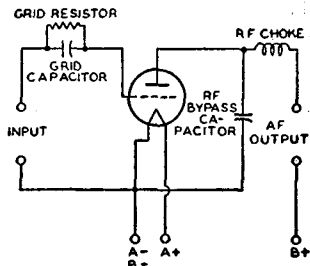 GRID RESISTOR
GRID
CAPACITOR
RF CHOKE
INPUT
RF
BYPASS
CA-
PACITOR
AF
OUTPUT
A-
A+
B-
B+